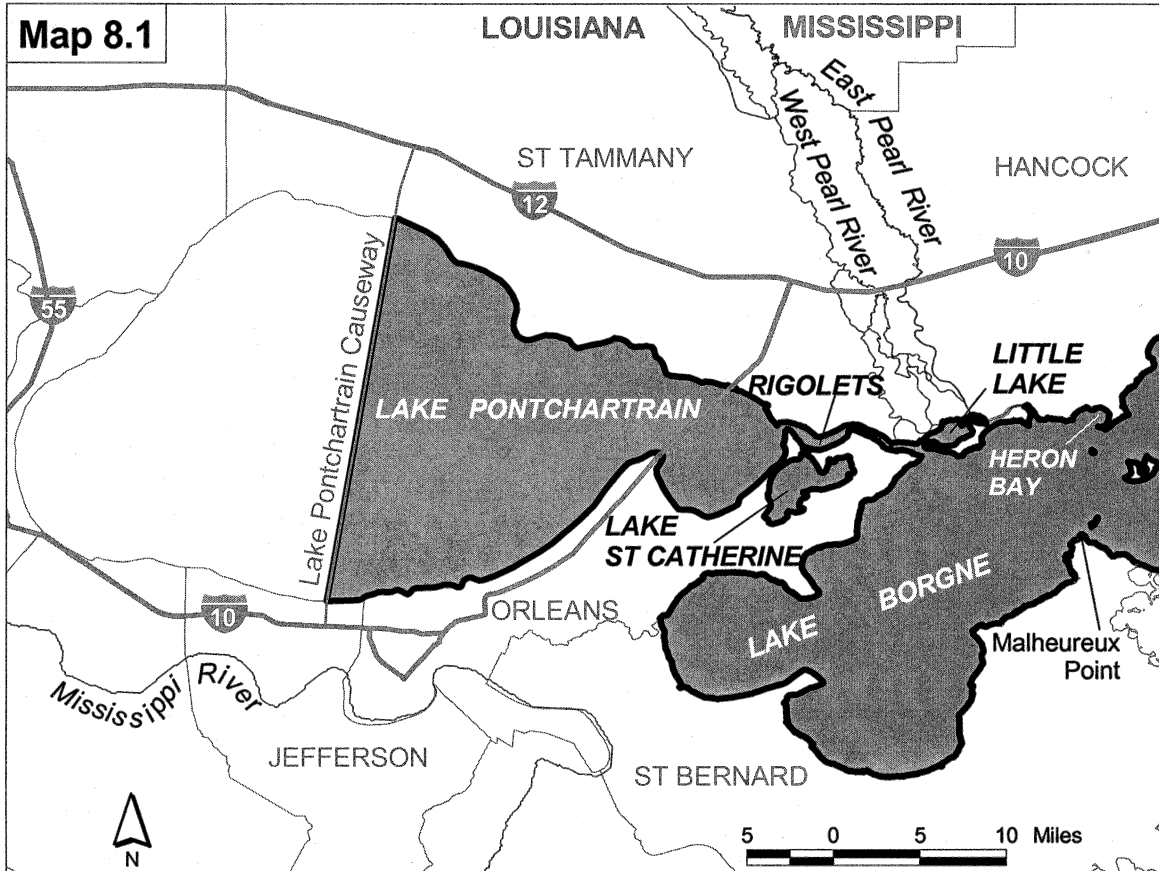 Map 8.1
LOUISIANA
MISSISSIPPI
East Pearl River
West Pearl River
ST TAMMANY
HANCOCK
12
10
55
Lake Pontchartrain Causeway
LAKE PONTCHARTRAIN
RIGOLETS
LITTLE
LAKE
HERON
BAY
LAKE
ST CATHERINE
LAKE BORGNE
10
ORLEANS
Malheureux
Point
Mississippi River
JEFFERSON
ST BERNARD
N
5 0 5 10 Miles